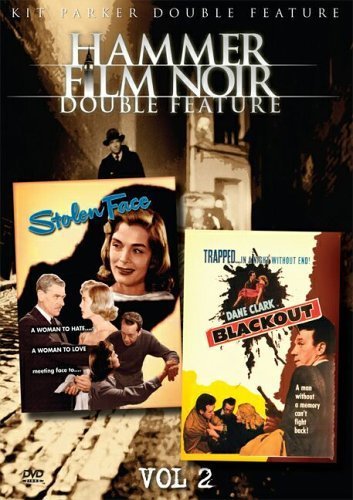 KIT PARKER DOUBLE FEATURE
HAMMER
FILM NOIR
DOUBLE FEATURE
Stolen Face
A WOMAN TO HATE....
A WOMAN TO LOVE
meeting face to....
TRAPPED... IN A NIGHT WITHOUT END!
DANE CLARK
BLACKOUT
A man
without
a memory
can't
fight
back!
DVD
VOL 2